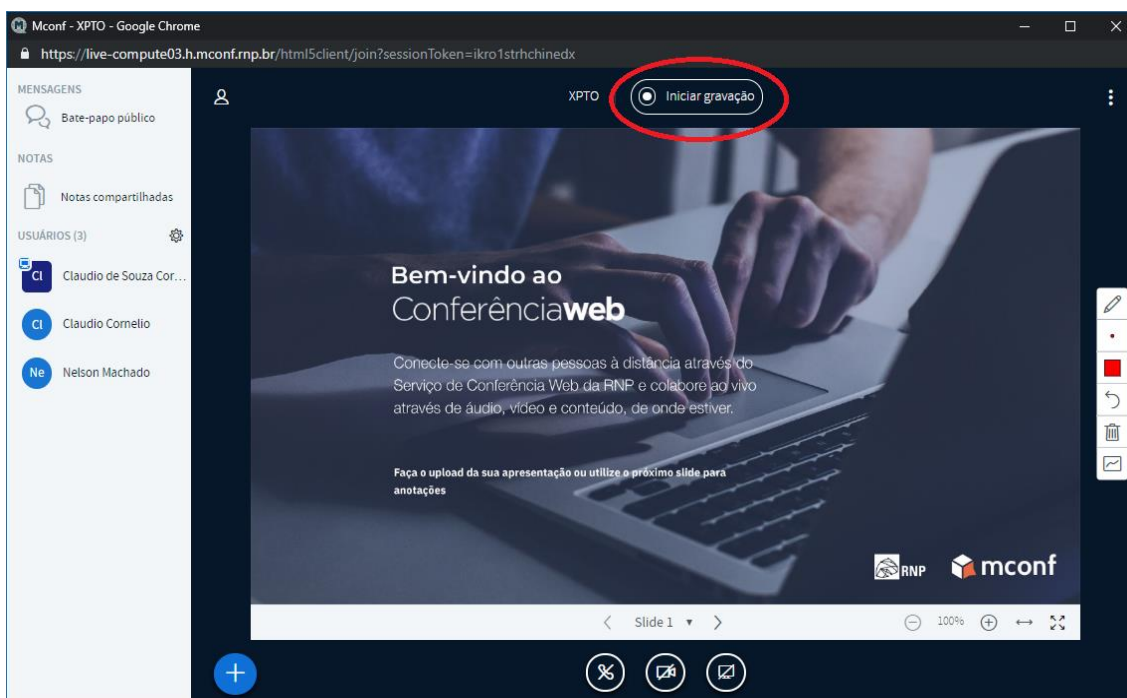 Mconf - XPTO - Google Chrome
https://live-compute03.h.mconf.rnp.br/html5client/join?sessionToken=ikro1strhchinedx
MENSAGENS
Bate-papo público
NOTAS
Notas compartilhadas
USUÁRIOS (3)
CI Claudio de Souza Cor...
CI Claudio Cornelio
Ne Nelson Machado
XPTO Iniciar gravação
Bem-vindo ao
Conferênciaweb
Conecte-se com outras pessoas à distância através do
Serviço de Conferência Web da RNP e colabore ao vivo
através de áudio, vídeo e conteúdo, de onde estiver.
Faça o upload da sua apresentação ou utilize o próximo slide para
anotações
RNP mconf
Slide 1 100%